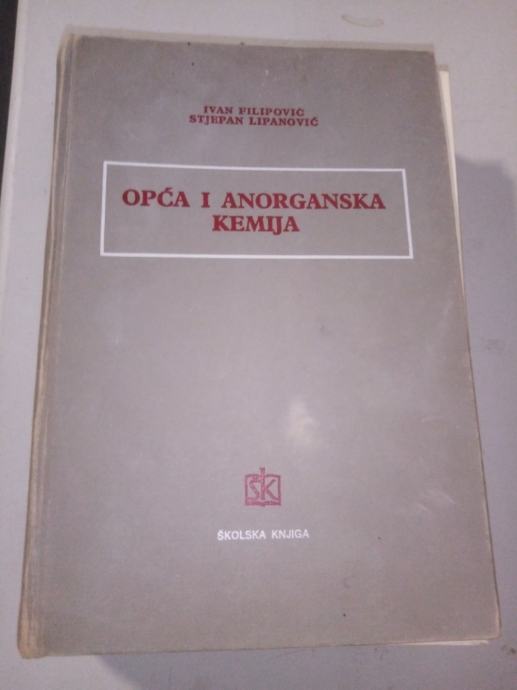 IVAN FILIPOVIĆ
STJEPAN LIPANOVIĆ
OPĆA I ANORGANSKA
KEMIJA
ŠK
ŠKOLSKA KNJIGA